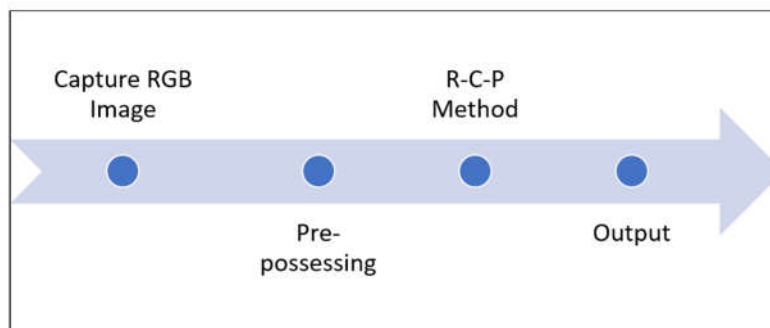 Capture RGB
Image
Pre-
possessing
R-C-P
Method
Output